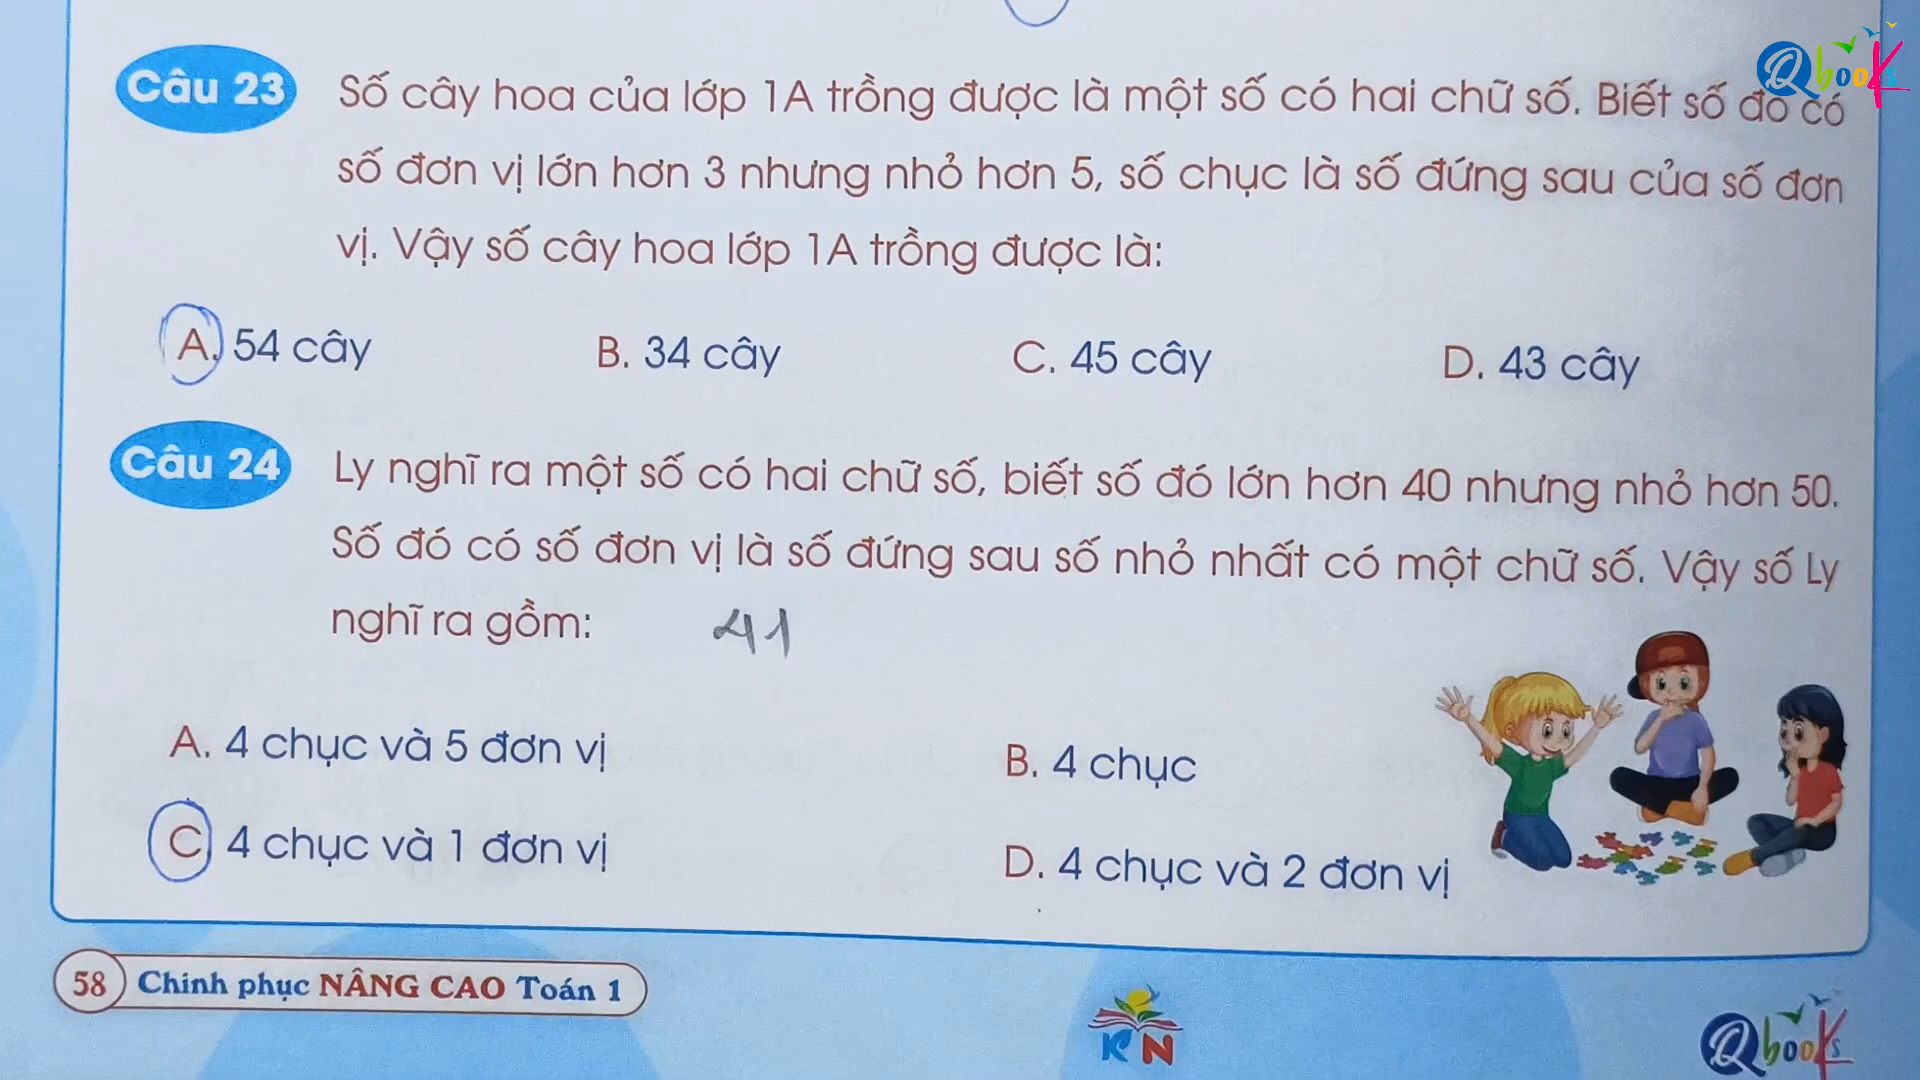 Qbooks
Câu 23 Số cây hoa của lớp 1A trồng được là một số có hai chữ số. Biết số đó có
số đơn vị lớn hơn 3 nhưng nhỏ hơn 5, số chục là số đứng sau của số đơn
vị. Vậy số cây hoa lớp 1A trồng được là:
A. 54 cây B. 34 cây C. 45 cây D. 43 cây
Câu 24 Ly nghĩ ra một số có hai chữ số, biết số đó lớn hơn 40 nhưng nhỏ hơn 50.
Số đó có số đơn vị là số đứng sau số nhỏ nhất có một chữ số. Vậy số Ly
nghĩ ra gồm: 41
A. 4 chục và 5 đơn vị B. 4 chục
C. 4 chục và 1 đơn vị D. 4 chục và 2 đơn vị
58 Chinh phục NÂNG CAO Toán 1
KN
Qbooks